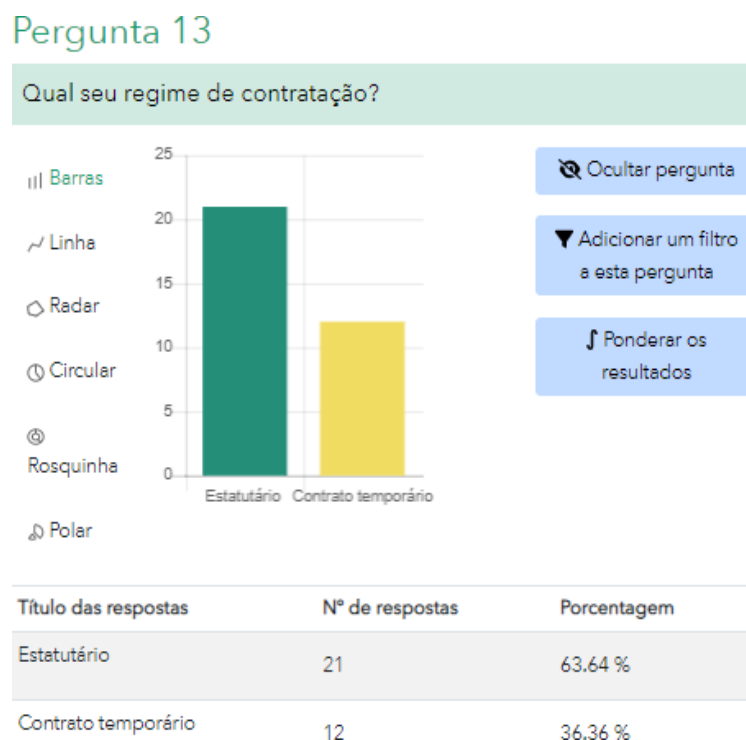 Pergunta 13
Qual seu regime de contratação?
Barras
Linha
Radar
Circular
Rosquinha
Polar
25
20
15
10
5
0
Estatutário Contrato temporário
Ocultar pergunta
Adicionar um filtro
a esta pergunta
Ponderar os
resultados
Título das respostas Nº de respostas Porcentagem
Estatutário 21 63.64 %
Contrato temporário 12 36.36 %